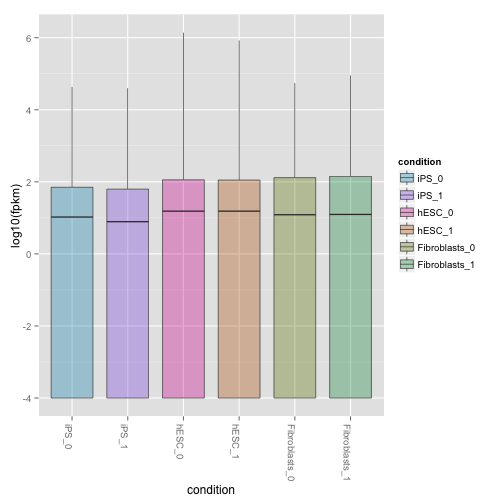 log10(fpkm)
6
4
2
0
-2
-4
iPS_0
iPS_1
hESC_0
hESC_1
Fibroblasts_0
Fibroblasts_1
condition
condition
iPS_0
iPS_1
hESC_0
hESC_1
Fibroblasts_0
Fibroblasts_1